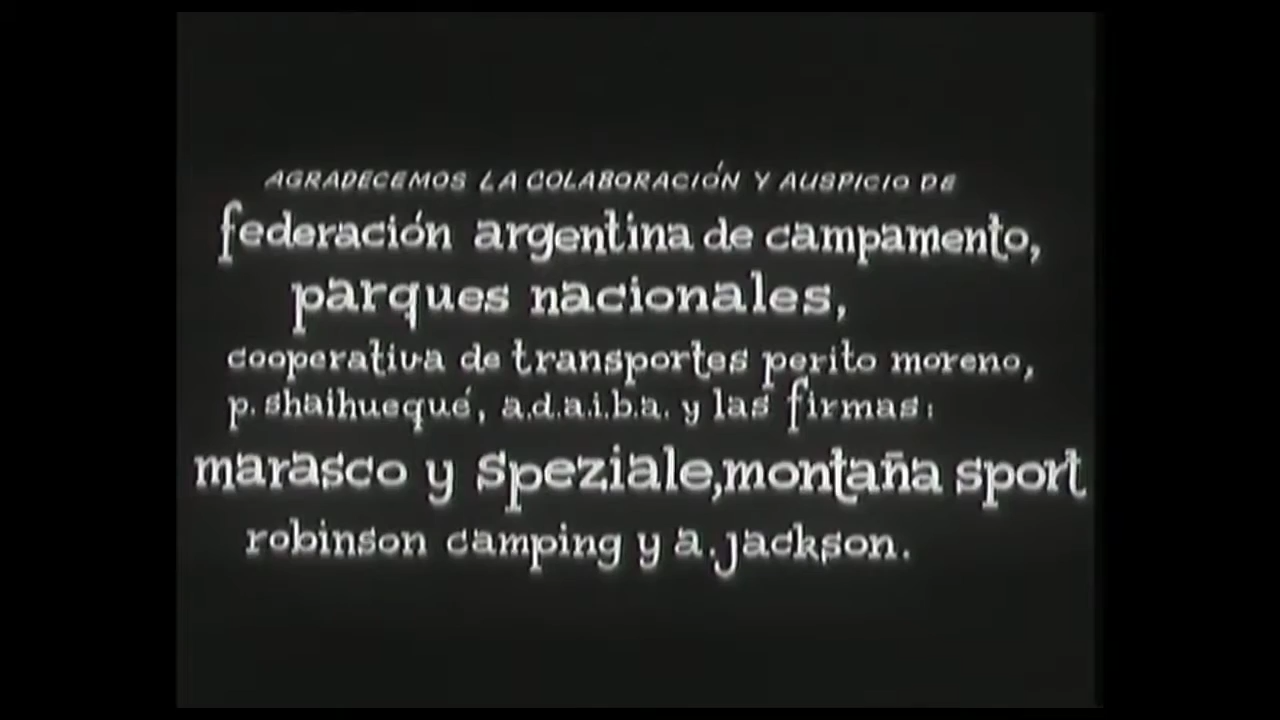 AGRADECEMOS LA COLABORACIÓN Y AUSPICIO DE
federación argentina de campamento,
parques nacionales,
cooperativa de transportes perito moreno,
p. shaihuequé, a.d.a.i.b.a. y las firmas:
marasco y speziale, montaña sport
robinson camping y a. jackson.